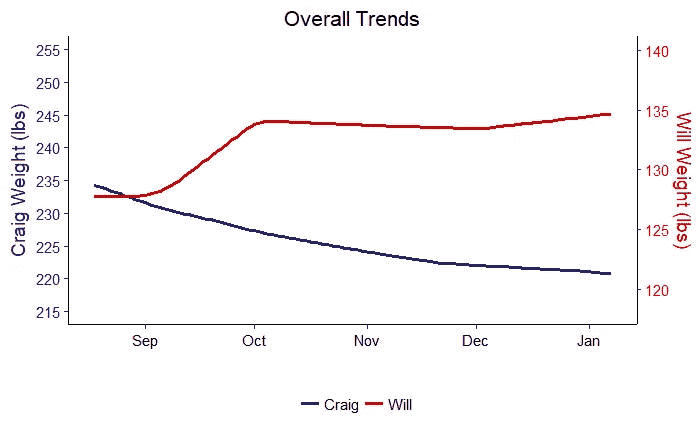 Overall Trends
Craig Weight (lbs)
255
250
245
240
235
230
225
220
215
Will Weight (lbs)
140
135
130
125
120
Sep Oct Nov Dec Jan
Craig Will